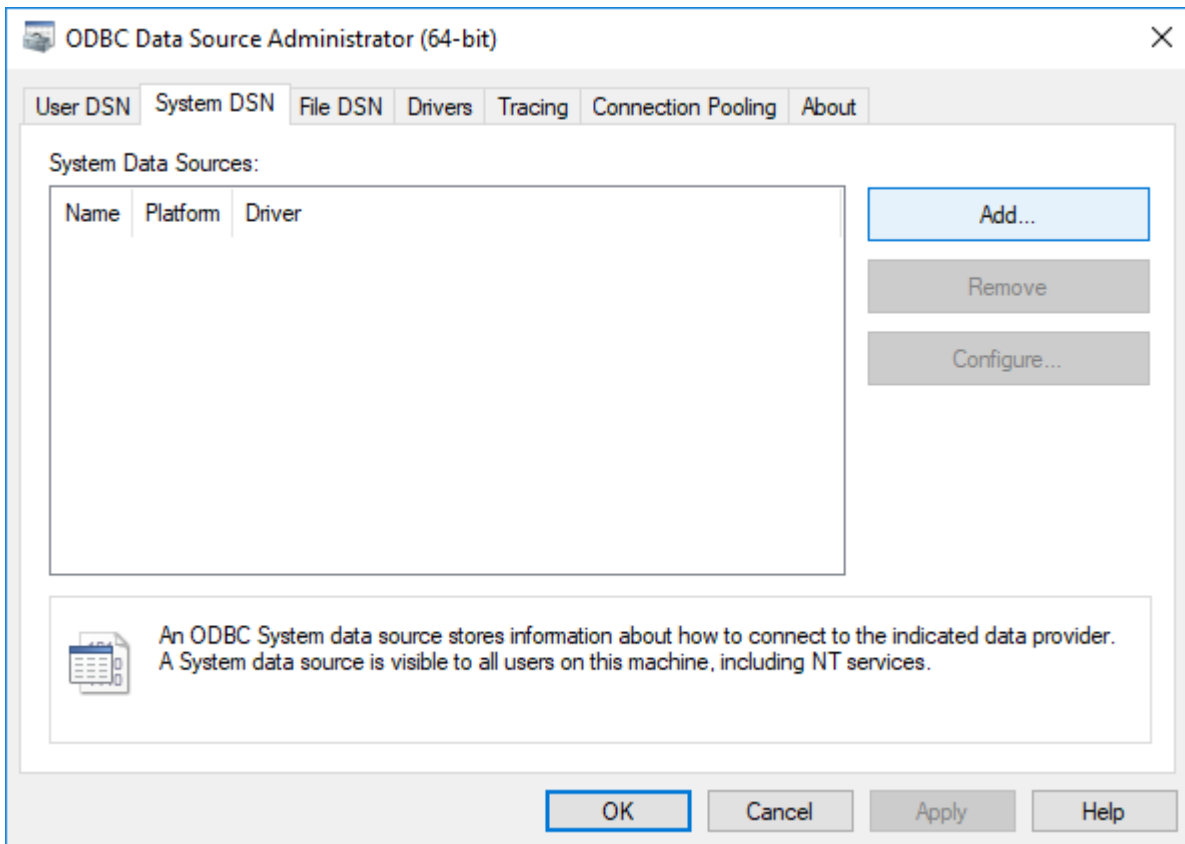 ODBC Data Source Administrator (64-bit)
User DSN System DSN File DSN Drivers Tracing Connection Pooling About
System Data Sources:
Name Platform Driver
Add...
Remove
Configure...
An ODBC System data source stores information about how to connect to the indicated data provider.
A System data source is visible to all users on this machine, including NT services.
OK Cancel Apply Help